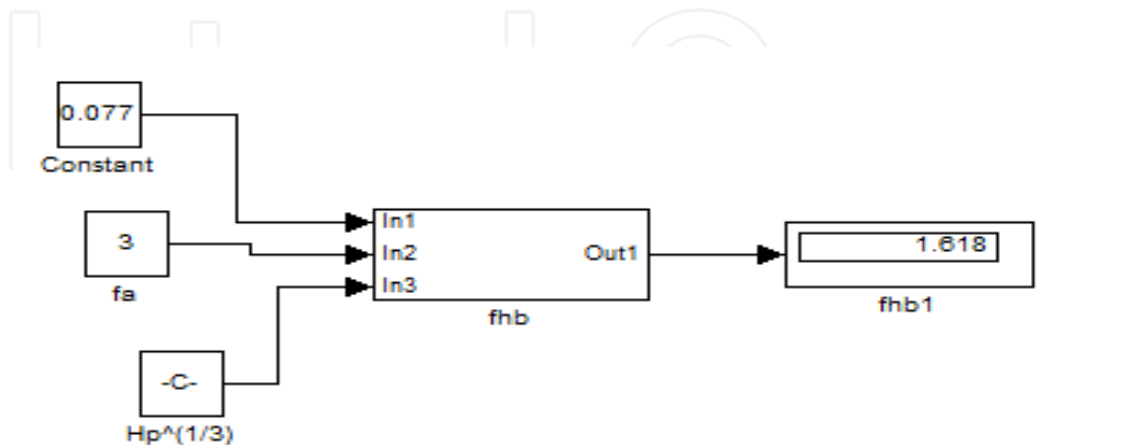 0.077
Constant
3
fa
-C-
Hp^(1/3)
In1
In2
In3
Out1
fhb
1.618
fhb1